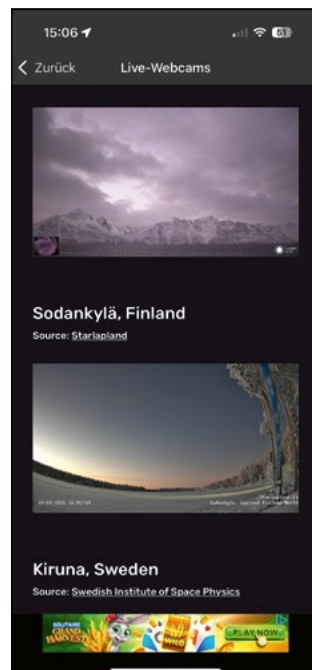 15:06
51
Zurück
Live-Webcams
Sodankylä, Finland
Source: Starlapland
Kiruna, Sweden
Source: Swedish Institute of Space Physics
SOLITAIRE
GRAND
HARVEST
PLAY NOW